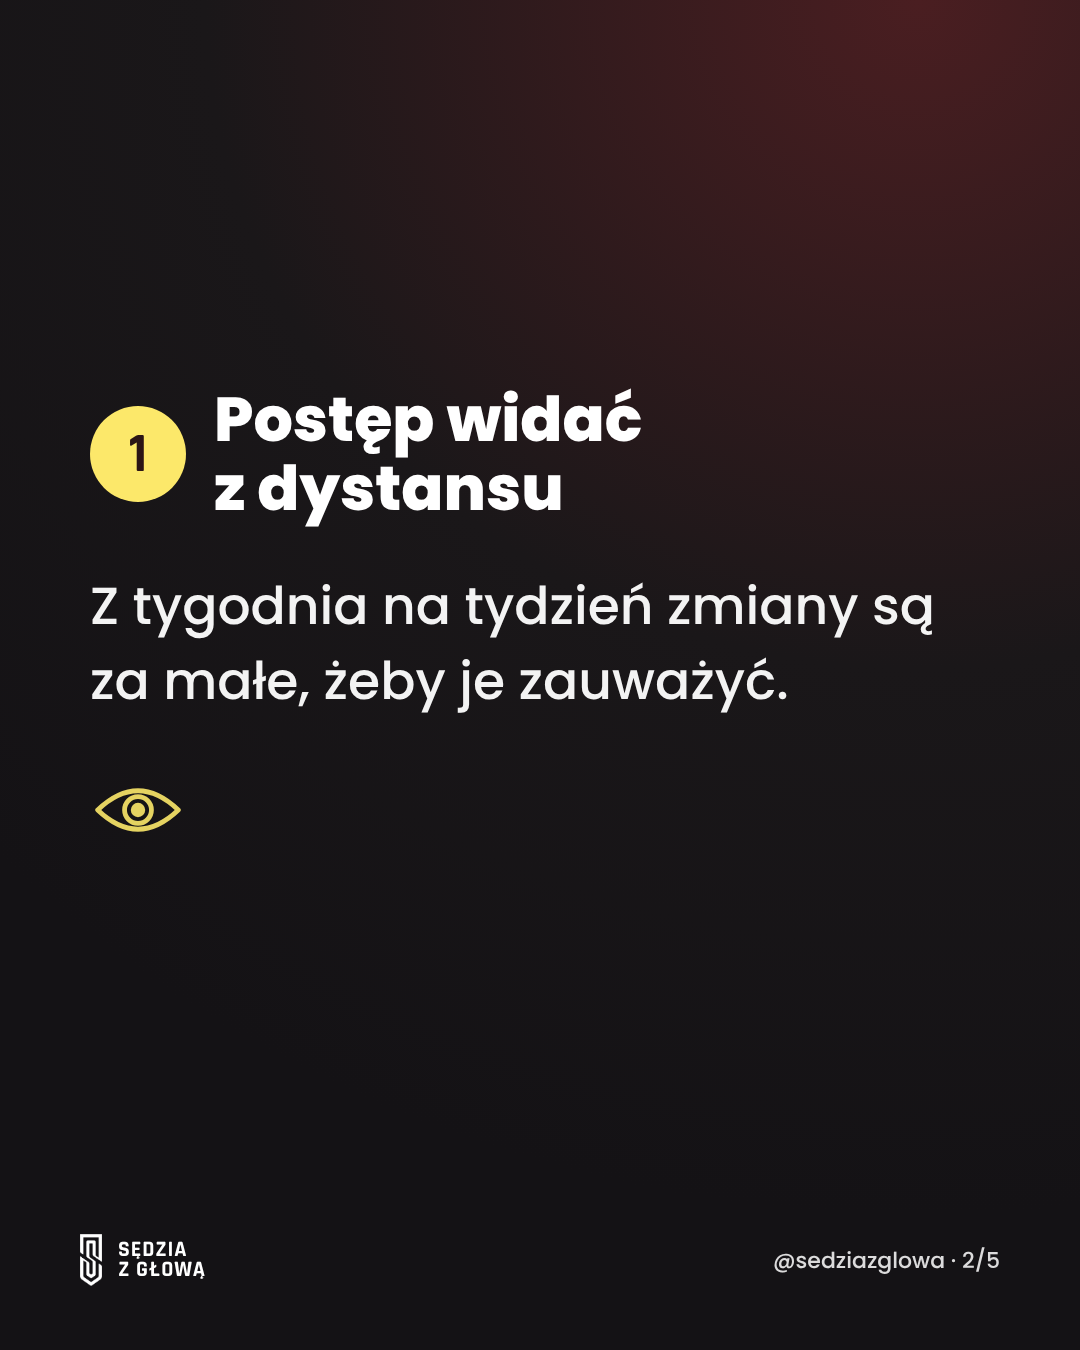 1
Postęp widać
z dystansu
Z tygodnia na tydzień zmiany są
za małe, żeby je zauważyć.
SĘDZIA
Z GŁOWĄ
@sedziazglowa · 2/5